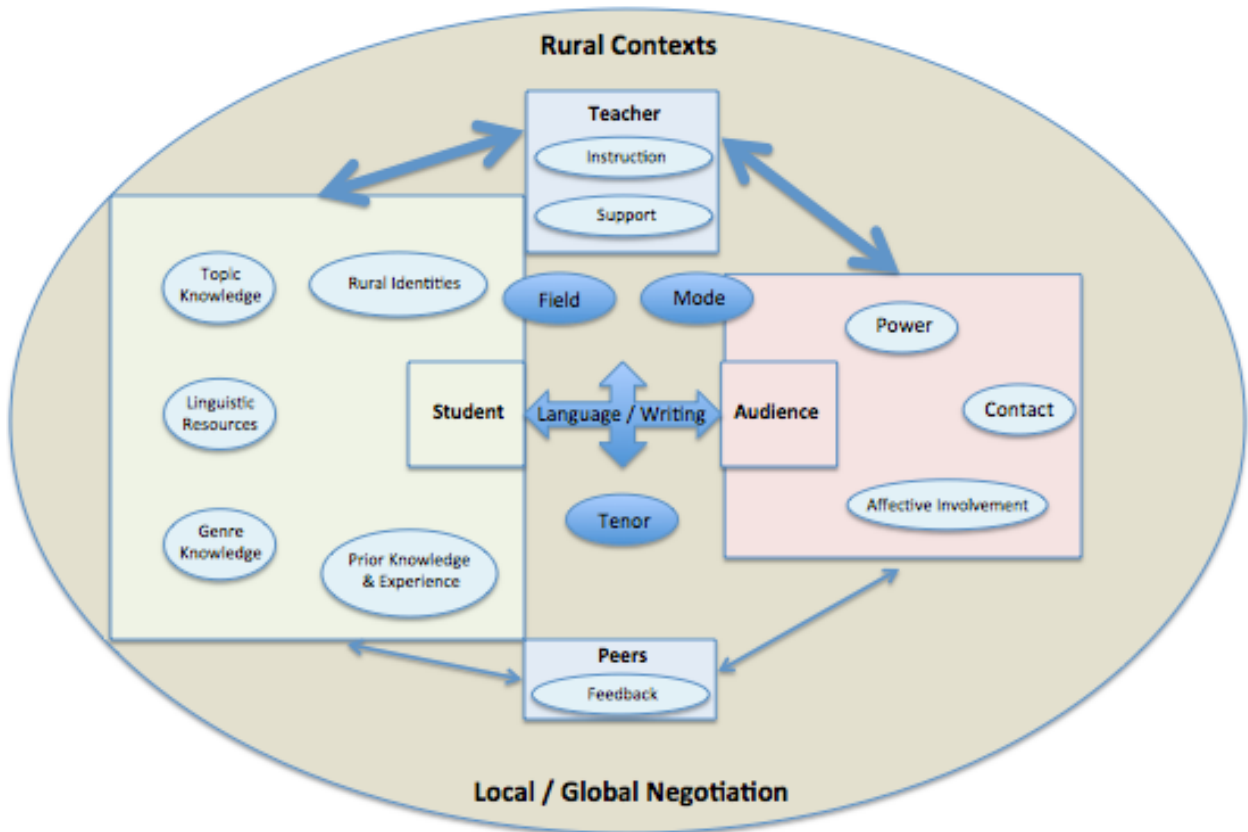 Rural Contexts
Teacher
Instruction
Support
Topic
Knowledge
Rural Identities
Field
Mode
Power
Linguistic
Resources
Student
Language / Writing
Audience
Contact
Genre
Knowledge
Prior Knowledge
& Experience
Tenor
Affective Involvement
Peers
Feedback
Local / Global Negotiation